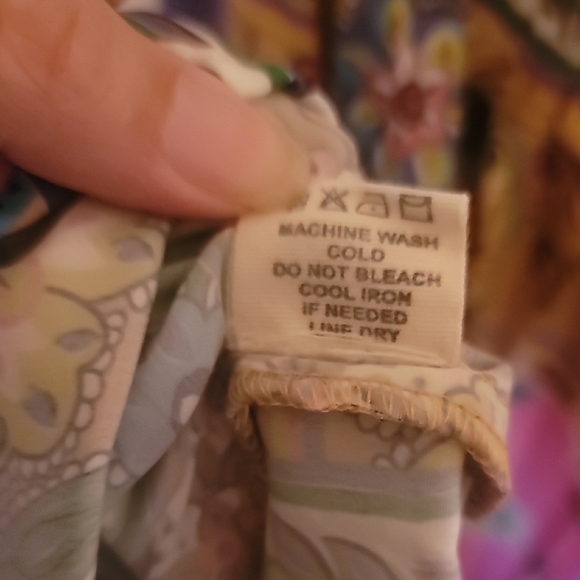 MACHINE WASH
COLD
DO NOT BLEACH
COOL IRON
IF NEEDED
LINE DRY